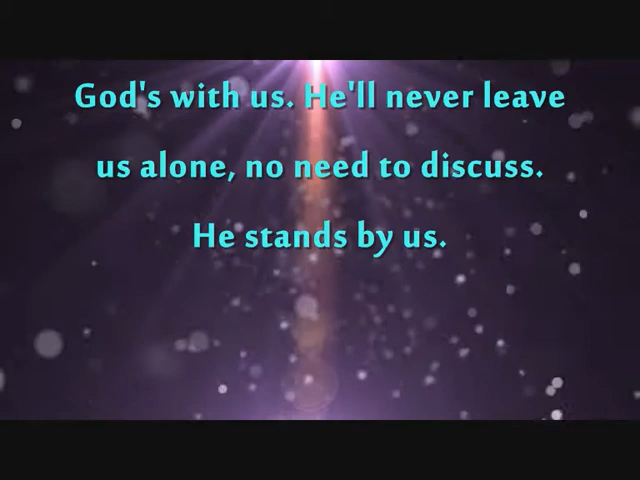 God's with us. He'll never leave
us alone, no need to discuss.
He stands by us.